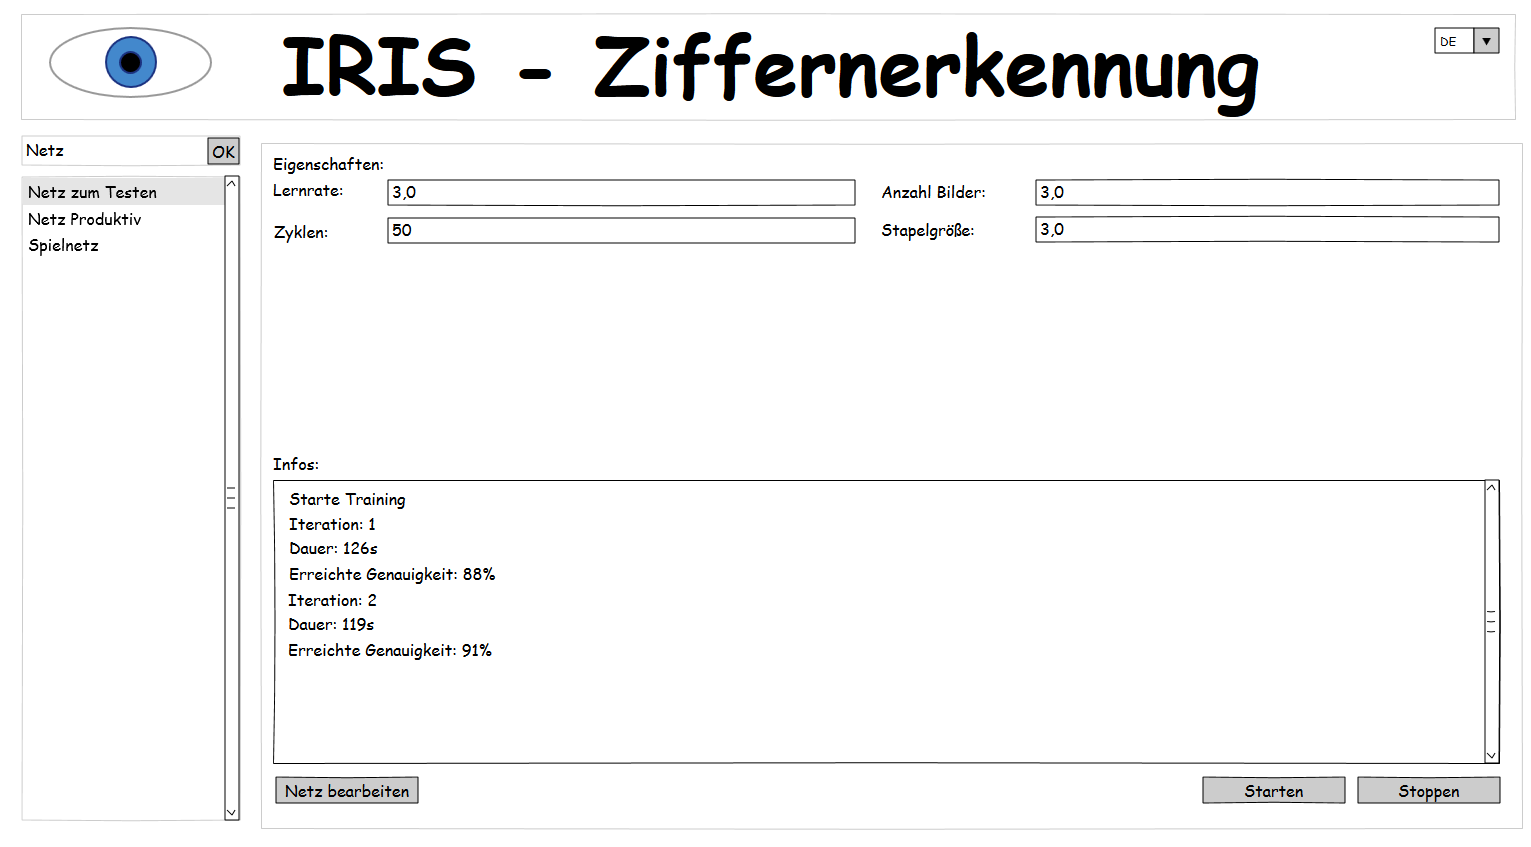 IRIS - Ziffernerkennung
DE
Netz
OK
Netz zum Testen
Netz Produktiv
Spielnetz
Eigenschaften:
Lernrate: 3,0 Anzahl Bilder: 3,0
Zyklen: 50 Stapelgröße: 3,0
Infos:
Starte Training
Iteration: 1
Dauer: 126s
Erreichte Genauigkeit: 88%
Iteration: 2
Dauer: 119s
Erreichte Genauigkeit: 91%
Netz bearbeiten Starten Stoppen